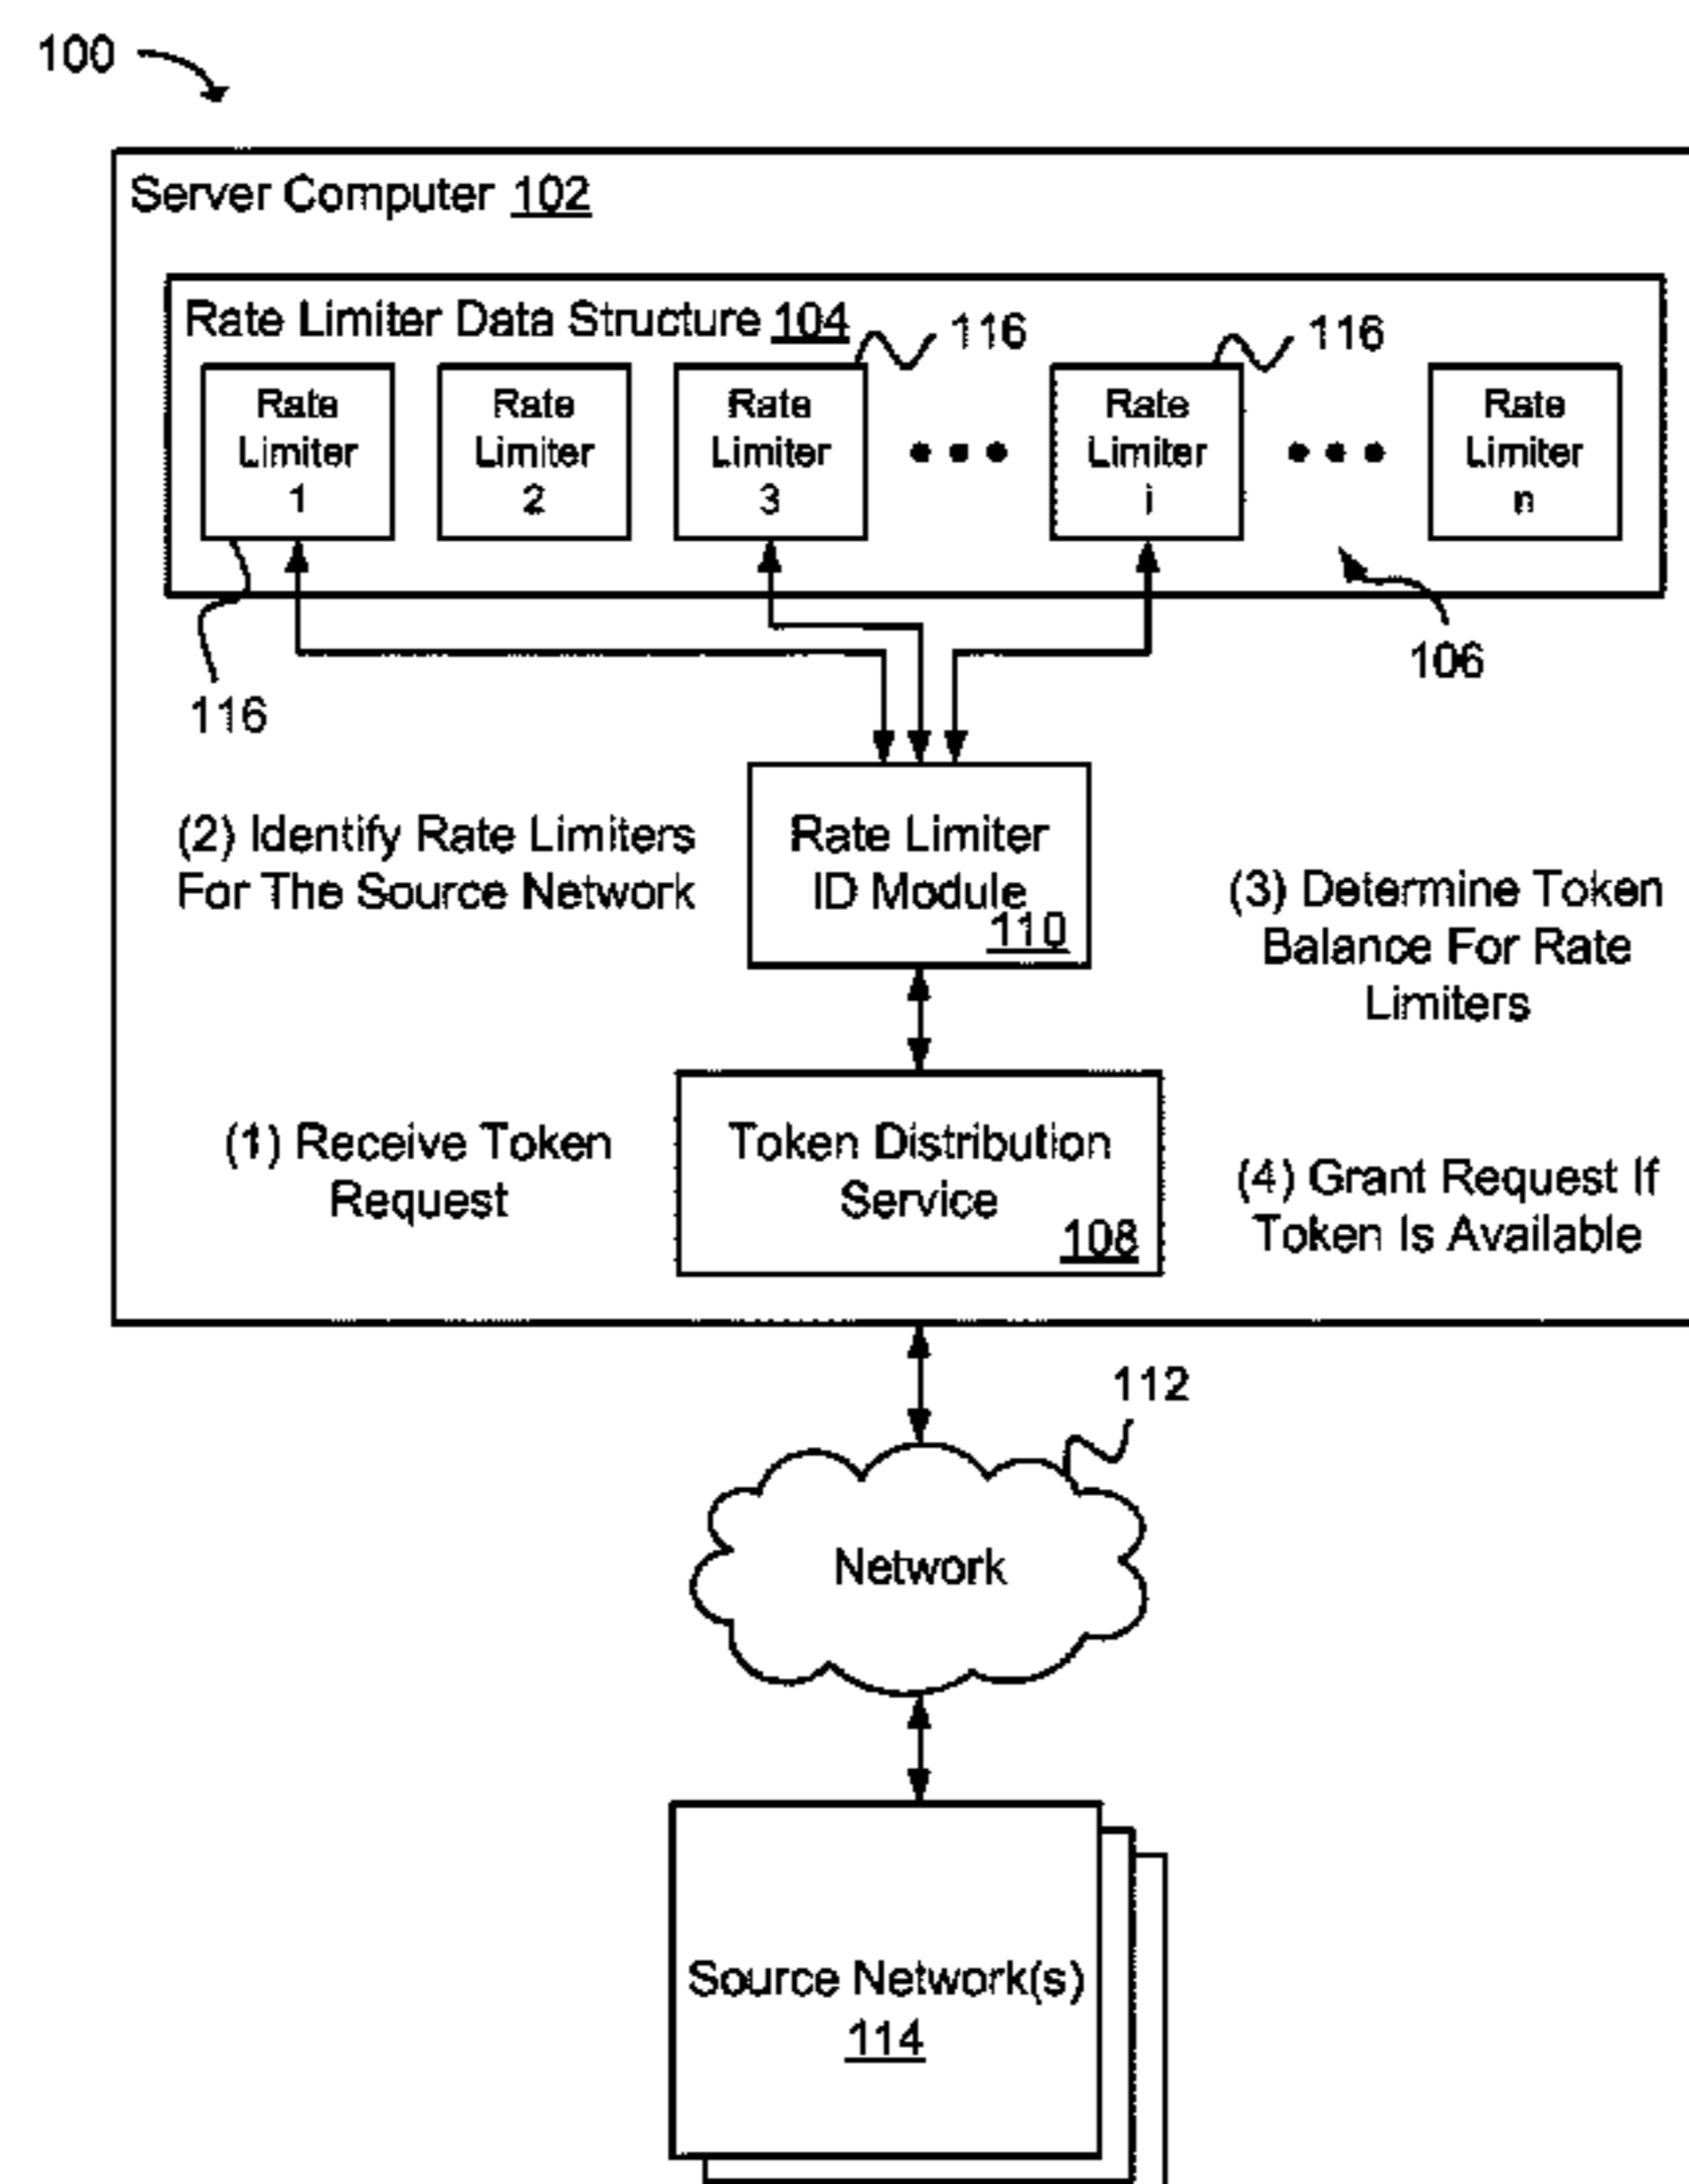 100
Server Computer 102
Rate Limiter Data Structure 104
116
116
Rate
Limiter
1
Rate
Limiter
2
Rate
Limiter
3
Rate
Limiter
i
Rate
Limiter
n
106
116
(2) Identify Rate Limiters
For The Source Network
Rate Limiter
ID Module
110
(3) Determine Token
Balance For Rate
Limiters
(1) Receive Token
Request
Token Distribution
Service
108
(4) Grant Request If
Token Is Available
112
Network
Source Network(s)
114